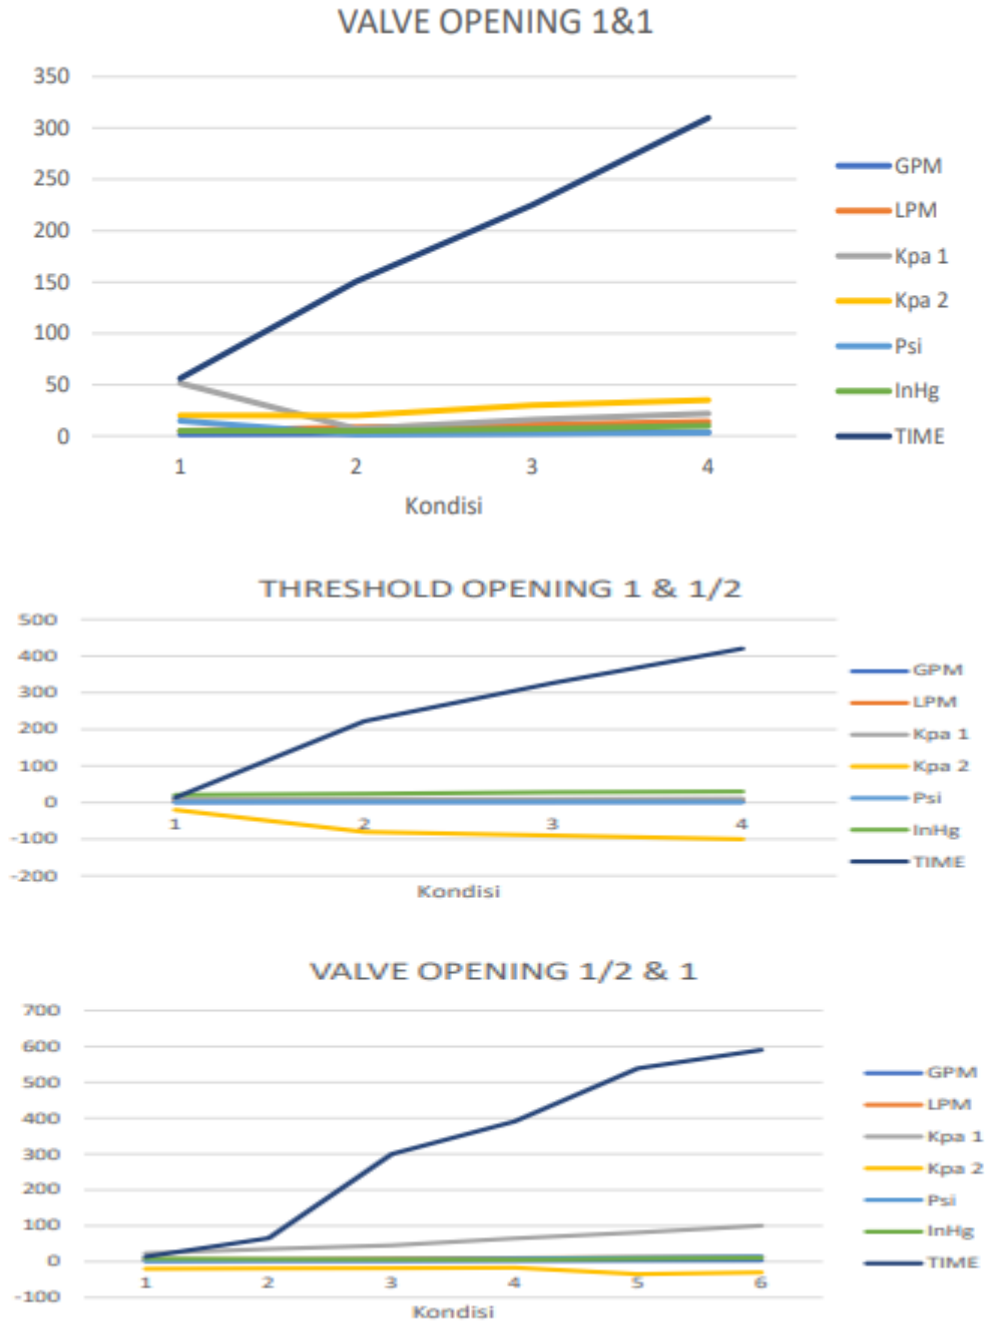 VALVE OPENING 1&1
350
300
250
200
150
100
50
0
1 2 3 4
Kondisi
GPM
LPM
Kpa 1
Kpa 2
Psi
InHg
TIME
THRESHOLD OPENING 1 & 1/2
500
400
300
200
100
0
-100
-200
1 2 3 4
Kondisi
GPM
LPM
Kpa 1
Kpa 2
Psi
InHg
TIME
VALVE OPENING 1/2 & 1
700
600
500
400
300
200
100
0
-100
1 2 3 4 5 6
Kondisi
GPM
LPM
Kpa 1
Kpa 2
Psi
InHg
TIME